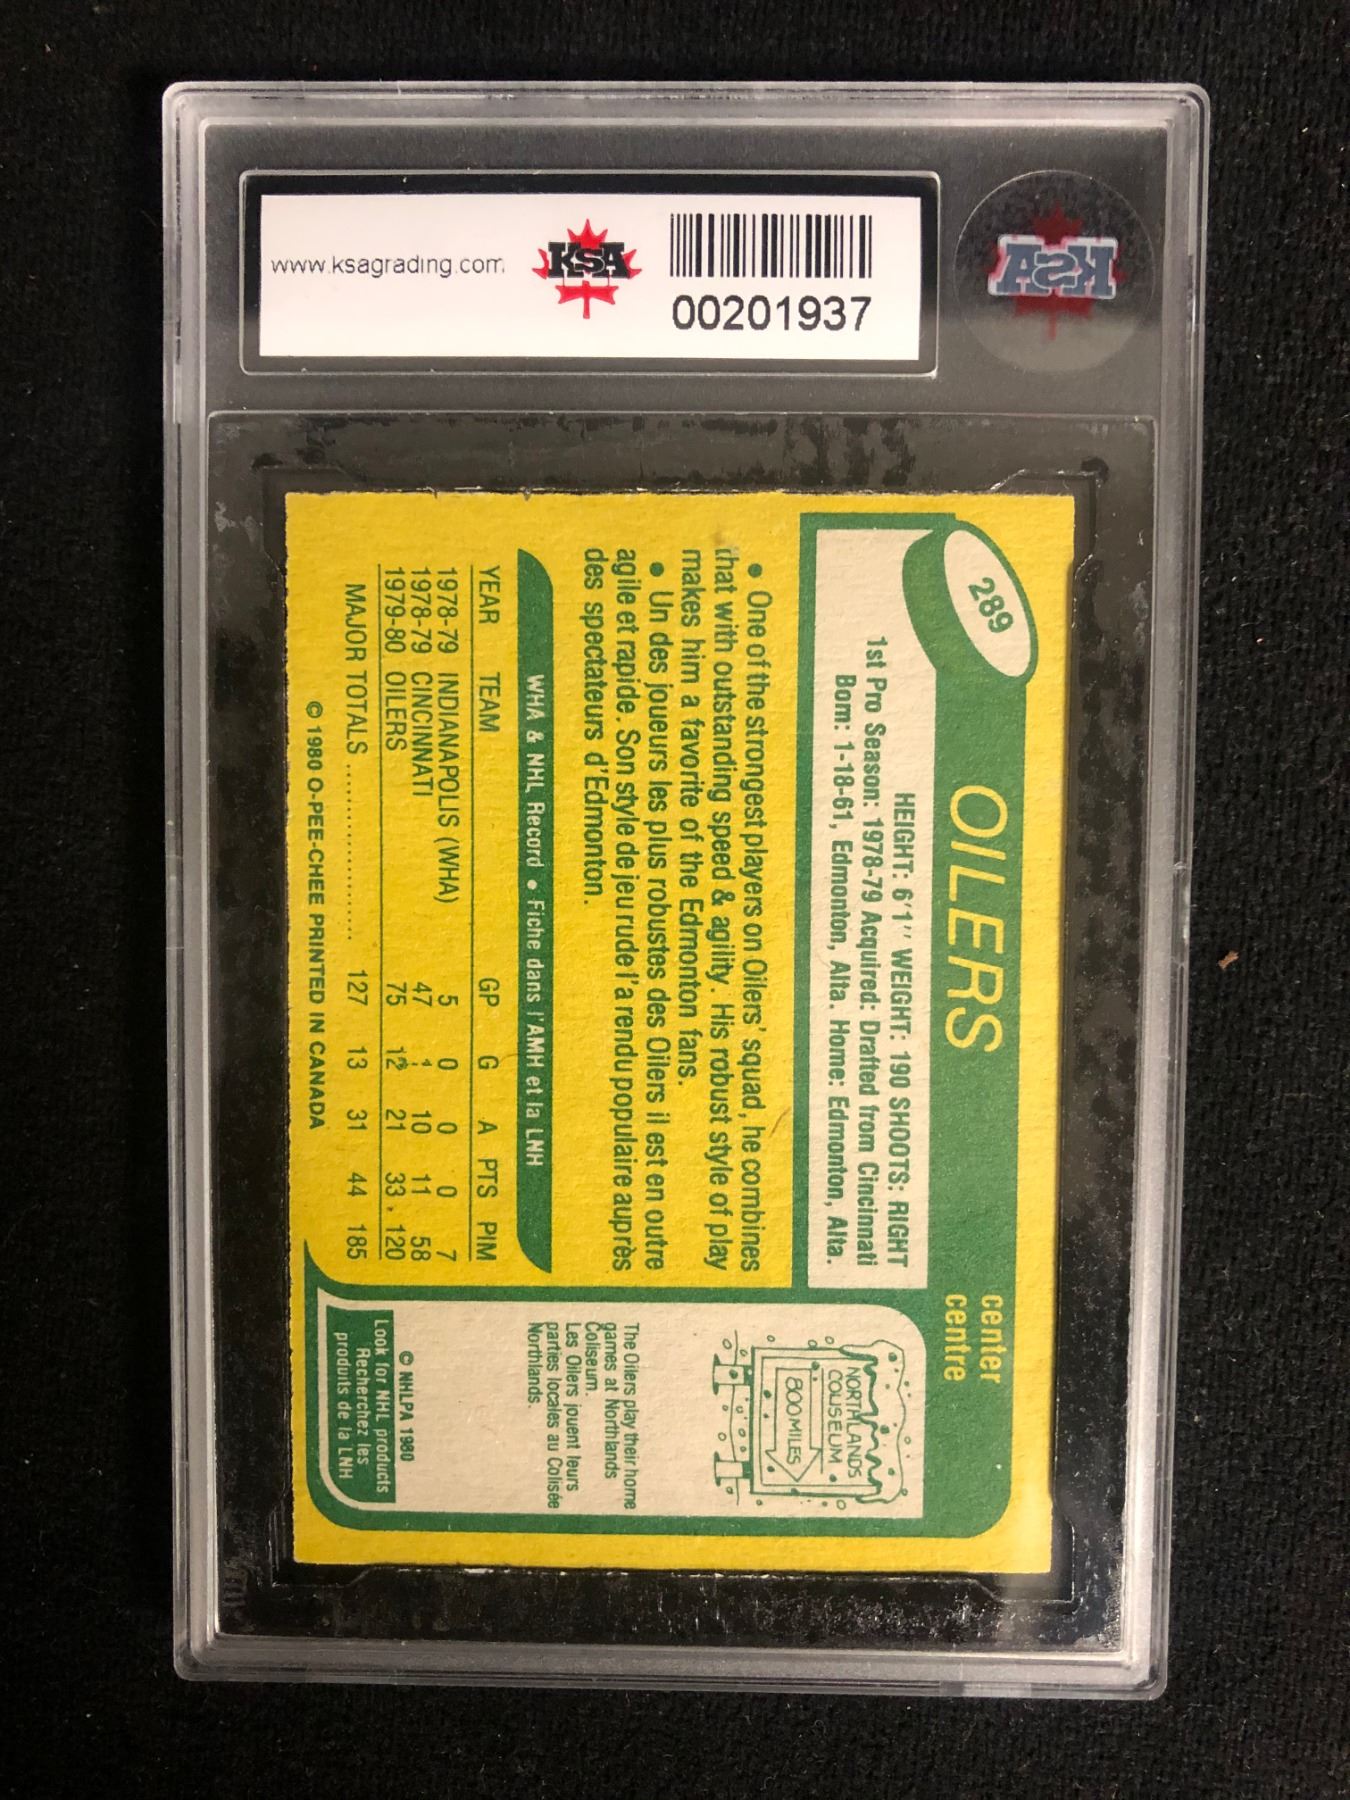 www.ksagrading.com
KSA
00201937
KSA
289
OILERS
center
centre
HEIGHT: 6'1" WEIGHT: 190 SHOOTS: RIGHT
1st Pro Season: 1978-79 Acquired: Drafted from Cincinnati
Born: 1-18-61, Edmonton, Alta. Home: Edmonton, Alta.
• One of the strongest players on Oilers' squad, he combines
that with outstanding speed & agility. His robust style of play
makes him a favorite of the Edmonton fans.
• Un des joueurs les plus robustes des Oilers il est en outre
agile et rapide. Son style de jeu rude l'a rendu populaire auprès
des spectateurs d'Edmonton.
WHA & NHL Record • Fiche dans l'AMH et la LNH
YEAR TEAM GP G A PTS PIM
1978-79 INDIANAPOLIS (WHA) 5 0 0 0 7
1978-79 CINCINNATI 47 1 10 11 58
1979-80 OILERS 75 12 21 33 120
MAJOR TOTALS ................ 127 13 31 44 185
© 1980 O-PEE-CHEE PRINTED IN CANADA
NORTHLANDS
COLISEUM
800 MILES
The Oilers play their home
games at Northlands
Coliseum.
Les Oilers jouent leurs
parties locales au Colisée
Northlands.
© NHLPA 1980
Look for NHL products
Recherchez les
produits de la LNH